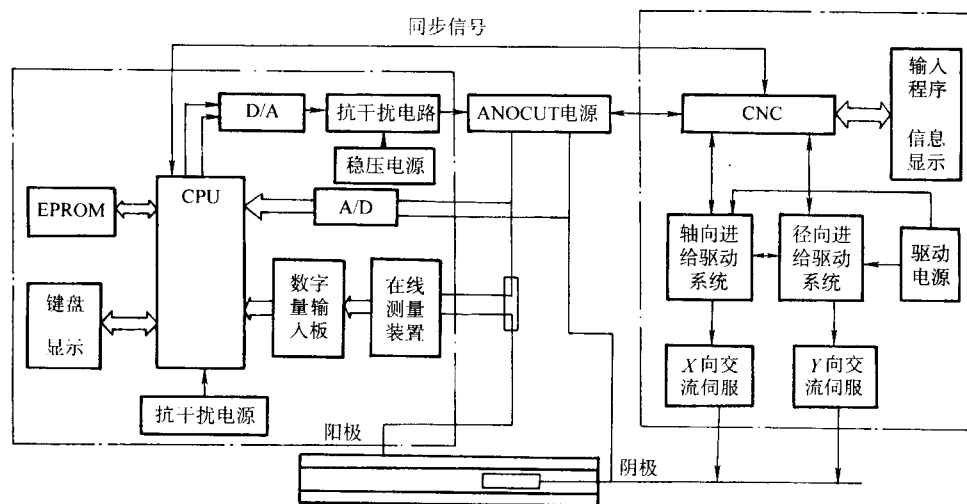 同步信号
D/A
抗干扰电路
ANOCUT电源
CNC
输入
程序
信息
显示
稳压电源
CPU
EPROM
A/D
轴向进
给驱动
系统
径向进
给驱动
系统
驱动
电源
键盘
显示
数字
量输
入板
在线
测量
装置
X向交
流伺服
Y向交
流伺服
抗干扰电源
阳极
阴极